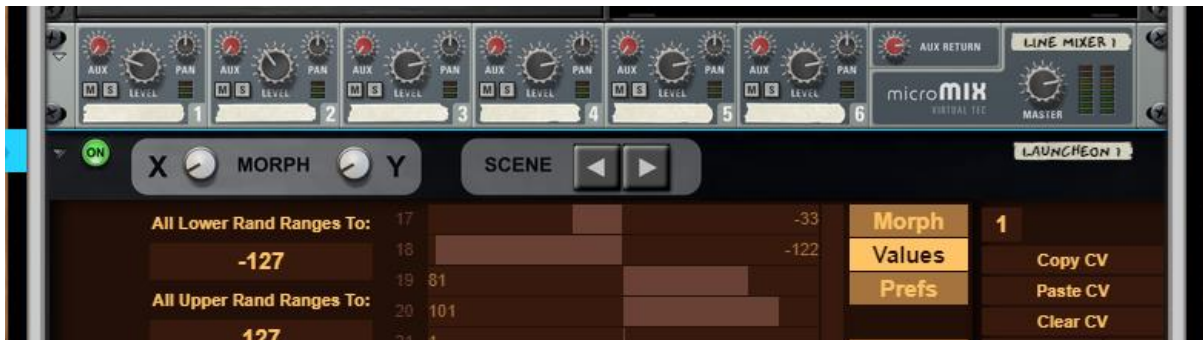 AUX PAN AUX PAN AUX PAN AUX PAN AUX PAN AUX PAN AUX RETURN LINE MIXER 1
M S LEVEL M S LEVEL M S LEVEL M S LEVEL M S LEVEL M S LEVEL microMIX
1 2 3 4 5 6 VIRTUAL TEC MASTER
ON X MORPH Y SCENE LAUNCHEON 1
All Lower Rand Ranges To: 17 -33 Morph 1
-127 18 -122 Values Copy CV
19 81 Prefs Paste CV
All Upper Rand Ranges To: 20 101 Clear CV
127